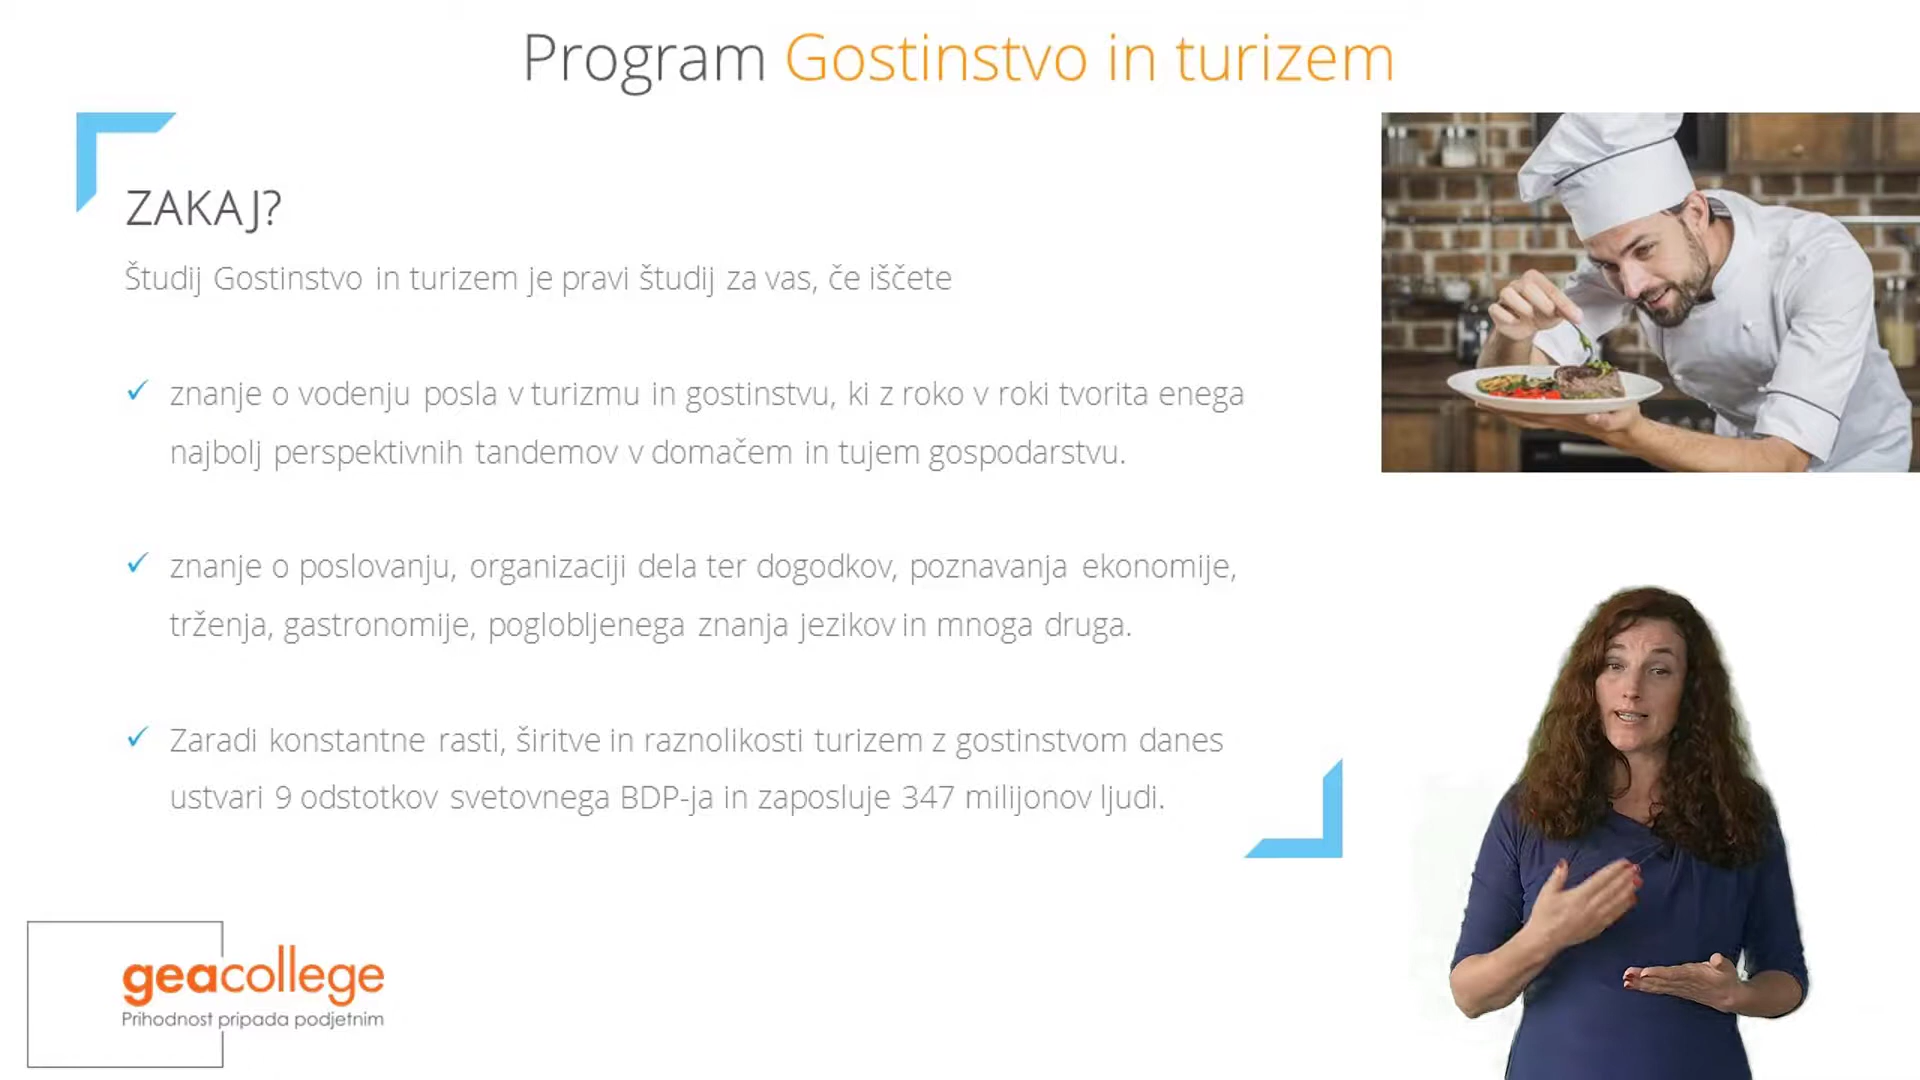 Program Gostinstvo in turizem
ZAKAJ?
Študij Gostinstvo in turizem je pravi študij za vas, če iščete
✓ znanje o vodenju posla v turizmu in gostinstvu, ki z roko v roki tvorita enega
najbolj perspektivnih tandemov v domačem in tujem gospodarstvu.
✓ znanje o poslovanju, organizaciji dela ter dogodkov, poznavanja ekonomije,
trženja, gastronomije, poglobljenega znanja jezikov in mnoga druga.
✓ Zaradi konstantne rasti, širitve in raznolikosti turizem z gostinstvom danes
ustvari 9 odstotkov svetovnega BDP-ja in zaposluje 347 milijonov ljudi.
geacollege
Prihodnost pripada podjetnim